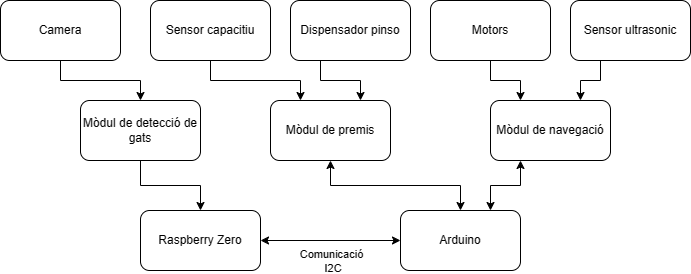 Camera
Sensor capacitiu
Dispensador pinso
Motors
Sensor ultrasonic
Mòdul de detecció de
gats
Mòdul de premis
Mòdul de navegació
Raspberry Zero
Comunicació
I2C
Arduino